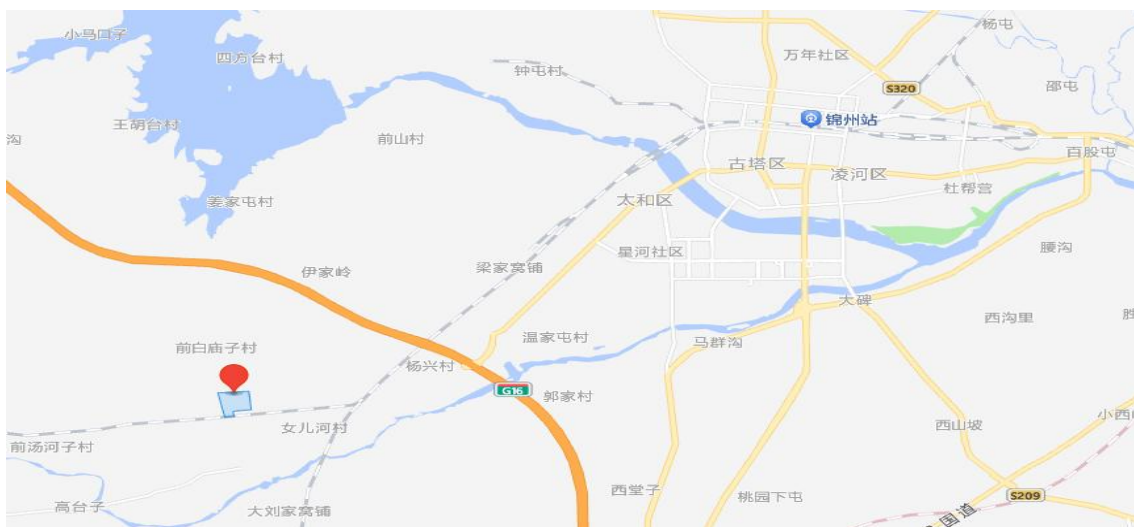 小马口子
四方台村
钟屯村
万年社区
杨屯
S320
邵屯
王胡台村
沟
前山村
锦州站
百股屯
古塔区
凌河区
杜帮营
太和区
姜家屯村
星河社区
腰沟
伊家岭
梁家窝铺
大碑
西沟里
前白庙子村
温家屯村
马群沟
杨兴村
G16
郭家村
女儿河村
前汤河子村
西山坡
小西
高台子
大刘家窝铺
西堂子
桃园下屯
S209
国道